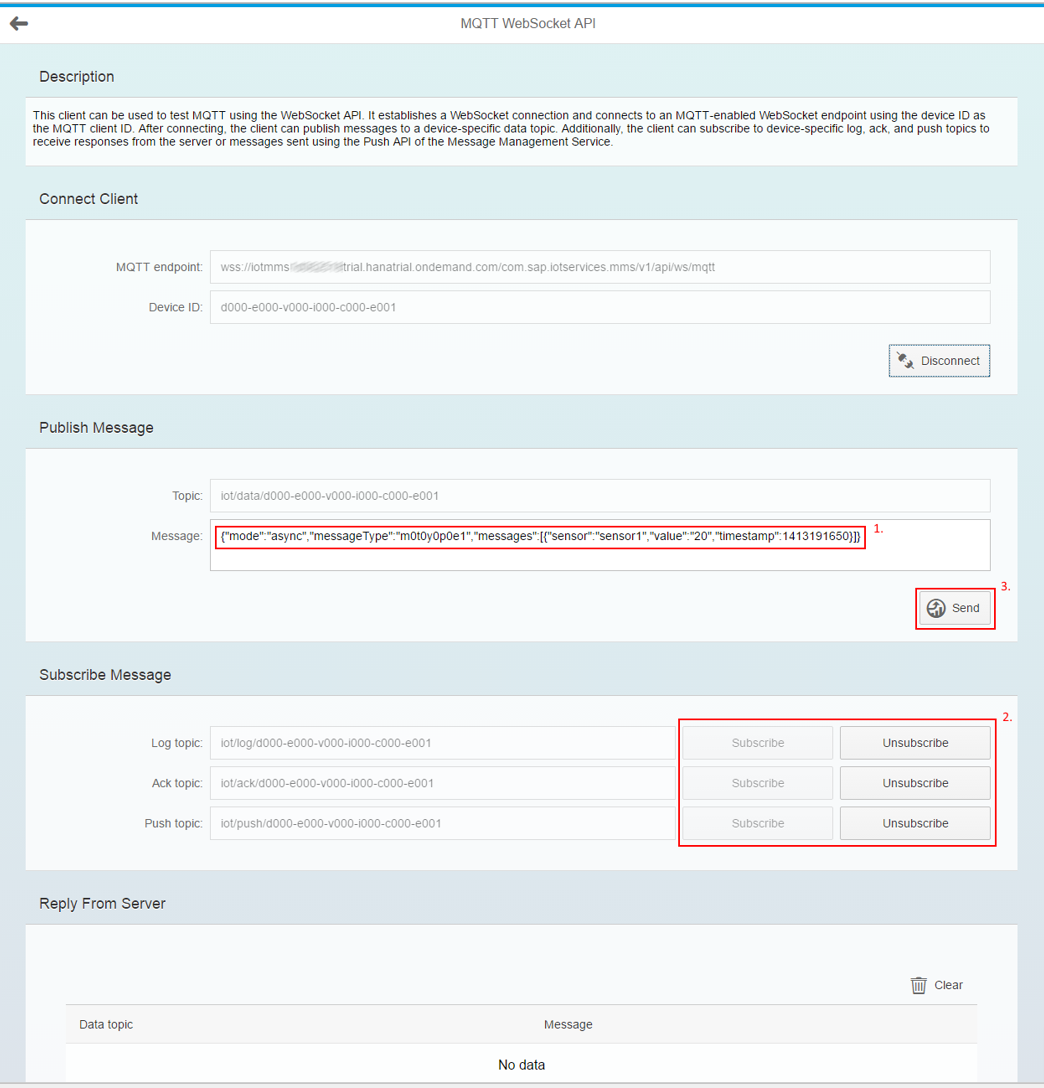 MQTT WebSocket API
Description
This client can be used to test MQTT using the WebSocket API. It establishes a WebSocket connection and connects to an MQTT-enabled WebSocket endpoint using the device ID as
the MQTT client ID. After connecting, the client can publish messages to a device-specific data topic. Additionally, the client can subscribe to device-specific log, ack, and push topics to
receive responses from the server or messages sent using the Push API of the Message Management Service.
Connect Client
MQTT endpoint: wss://iotmms trial.hanatrial.ondemand.com/com.sap.iotservices.mms/v1/api/ws/mqtt
Device ID: d000-e000-v000-i000-c000-e001
Disconnect
Publish Message
Topic: iot/data/d000-e000-v000-i000-c000-e001
Message: {"mode":"async","messageType":"m0t0y0p0e1","messages":[{"sensor":"sensor1","value":"20","timestamp":1413191650}]} 1.
3.
Send
Subscribe Message
2.
Log topic: iot/log/d000-e000-v000-i000-c000-e001 Subscribe Unsubscribe
Ack topic: iot/ack/d000-e000-v000-i000-c000-e001 Subscribe Unsubscribe
Push topic: iot/push/d000-e000-v000-i000-c000-e001 Subscribe Unsubscribe
Reply From Server
Clear
Data topic Message
No data